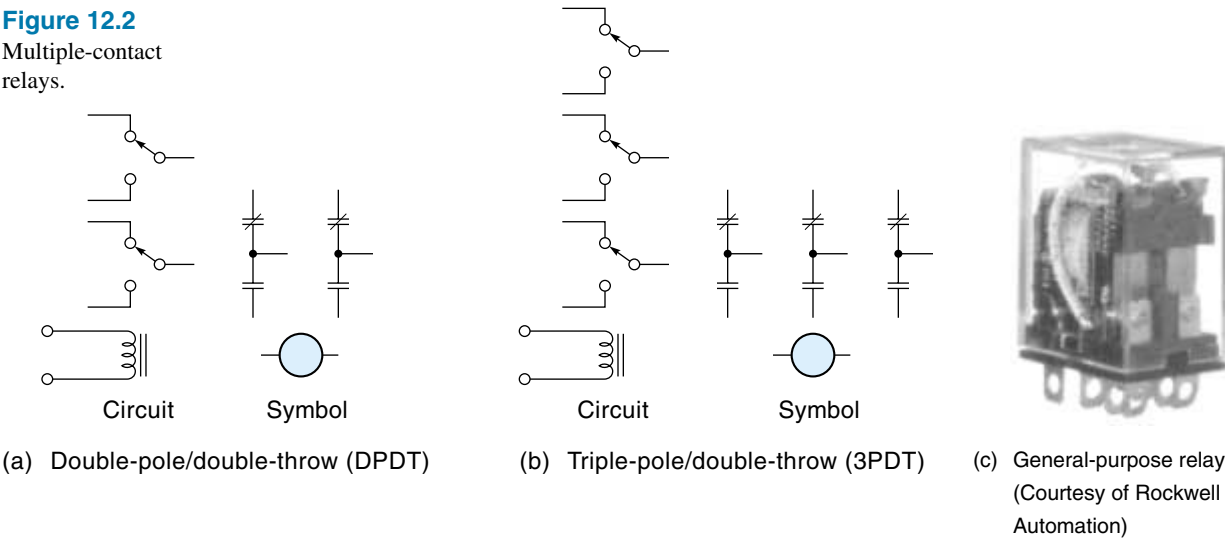 Figure 12.2
Multiple-contact
relays.
Circuit
Symbol
(a) Double-pole/double-throw (DPDT)
Circuit
Symbol
(b) Triple-pole/double-throw (3PDT)
(c) General-purpose relay
(Courtesy of Rockwell
Automation)